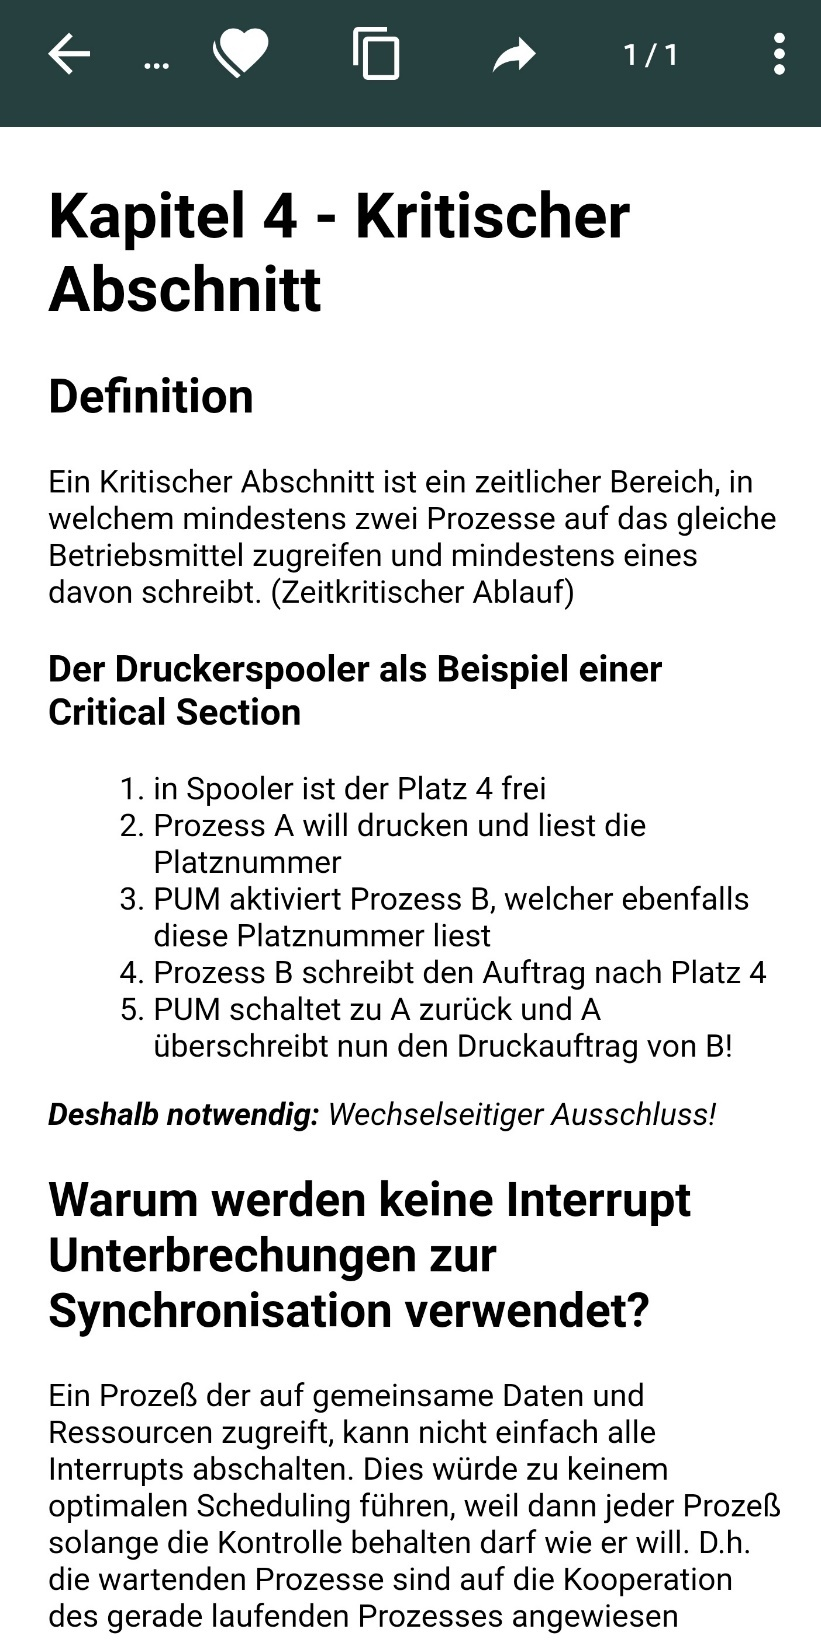 ...
1 / 1
Kapitel 4 - Kritischer
Abschnitt
Definition
Ein Kritischer Abschnitt ist ein zeitlicher Bereich, in
welchem mindestens zwei Prozesse auf das gleiche
Betriebsmittel zugreifen und mindestens eines
davon schreibt. (Zeitkritischer Ablauf)
Der Druckerspooler als Beispiel einer
Critical Section
1. in Spooler ist der Platz 4 frei
2. Prozess A will drucken und liest die
Platznummer
3. PUM aktiviert Prozess B, welcher ebenfalls
diese Platznummer liest
4. Prozess B schreibt den Auftrag nach Platz 4
5. PUM schaltet zu A zurück und A
überschreibt nun den Druckauftrag von B!
Deshalb notwendig: Wechselseitiger Ausschluss!
Warum werden keine Interrupt
Unterbrechungen zur
Synchronisation verwendet?
Ein Prozeß der auf gemeinsame Daten und
Ressourcen zugreift, kann nicht einfach alle
Interrupts abschalten. Dies würde zu keinem
optimalen Scheduling führen, weil dann jeder Prozeß
solange die Kontrolle behalten darf wie er will. D.h.
die wartenden Prozesse sind auf die Kooperation
des gerade laufenden Prozesses angewiesen